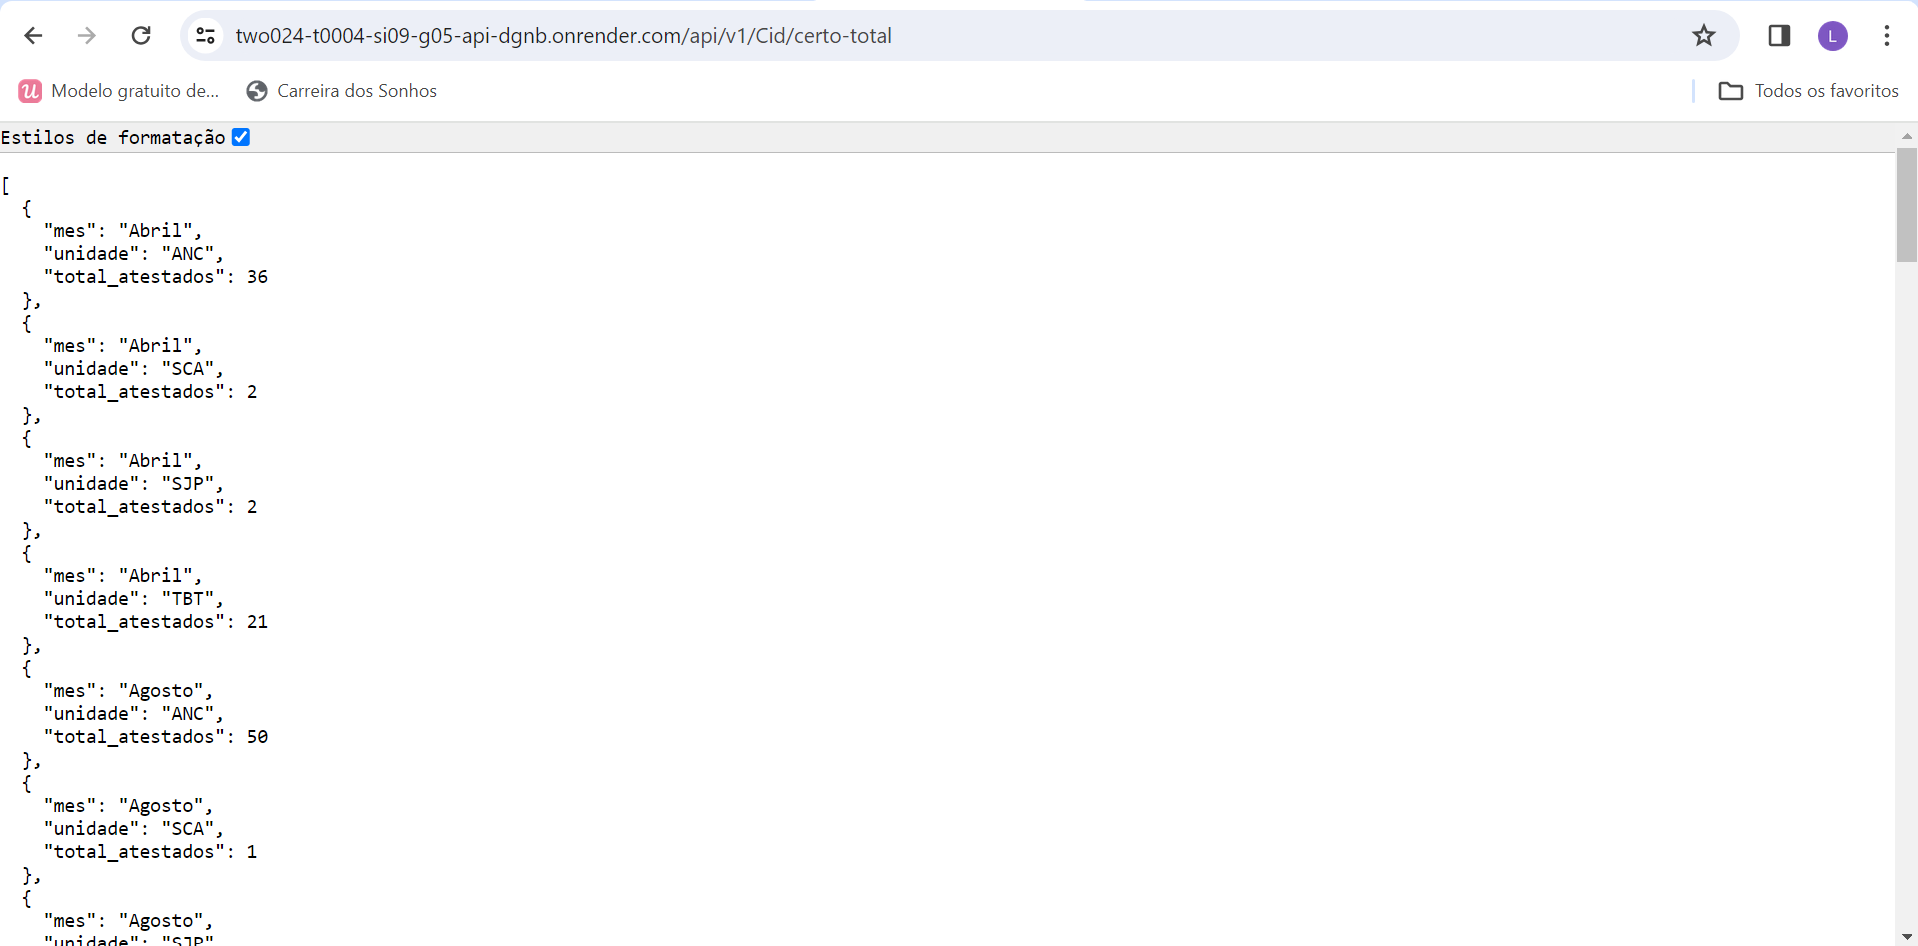 two024-t0004-si09-g05-api-dgnb.onrender.com/api/v1/Cid/certo-total
L
Modelo gratuito de...
Carreira dos Sonhos
Todos os favoritos
Estilos de formatação
[
{
"mes": "Abril",
"unidade": "ANC",
"total_atestados": 36
},
{
"mes": "Abril",
"unidade": "SCA",
"total_atestados": 2
},
{
"mes": "Abril",
"unidade": "SJP",
"total_atestados": 2
},
{
"mes": "Abril",
"unidade": "TBT",
"total_atestados": 21
},
{
"mes": "Agosto",
"unidade": "ANC",
"total_atestados": 50
},
{
"mes": "Agosto",
"unidade": "SCA",
"total_atestados": 1
},
{
"mes": "Agosto",
"unidade": "SJP"